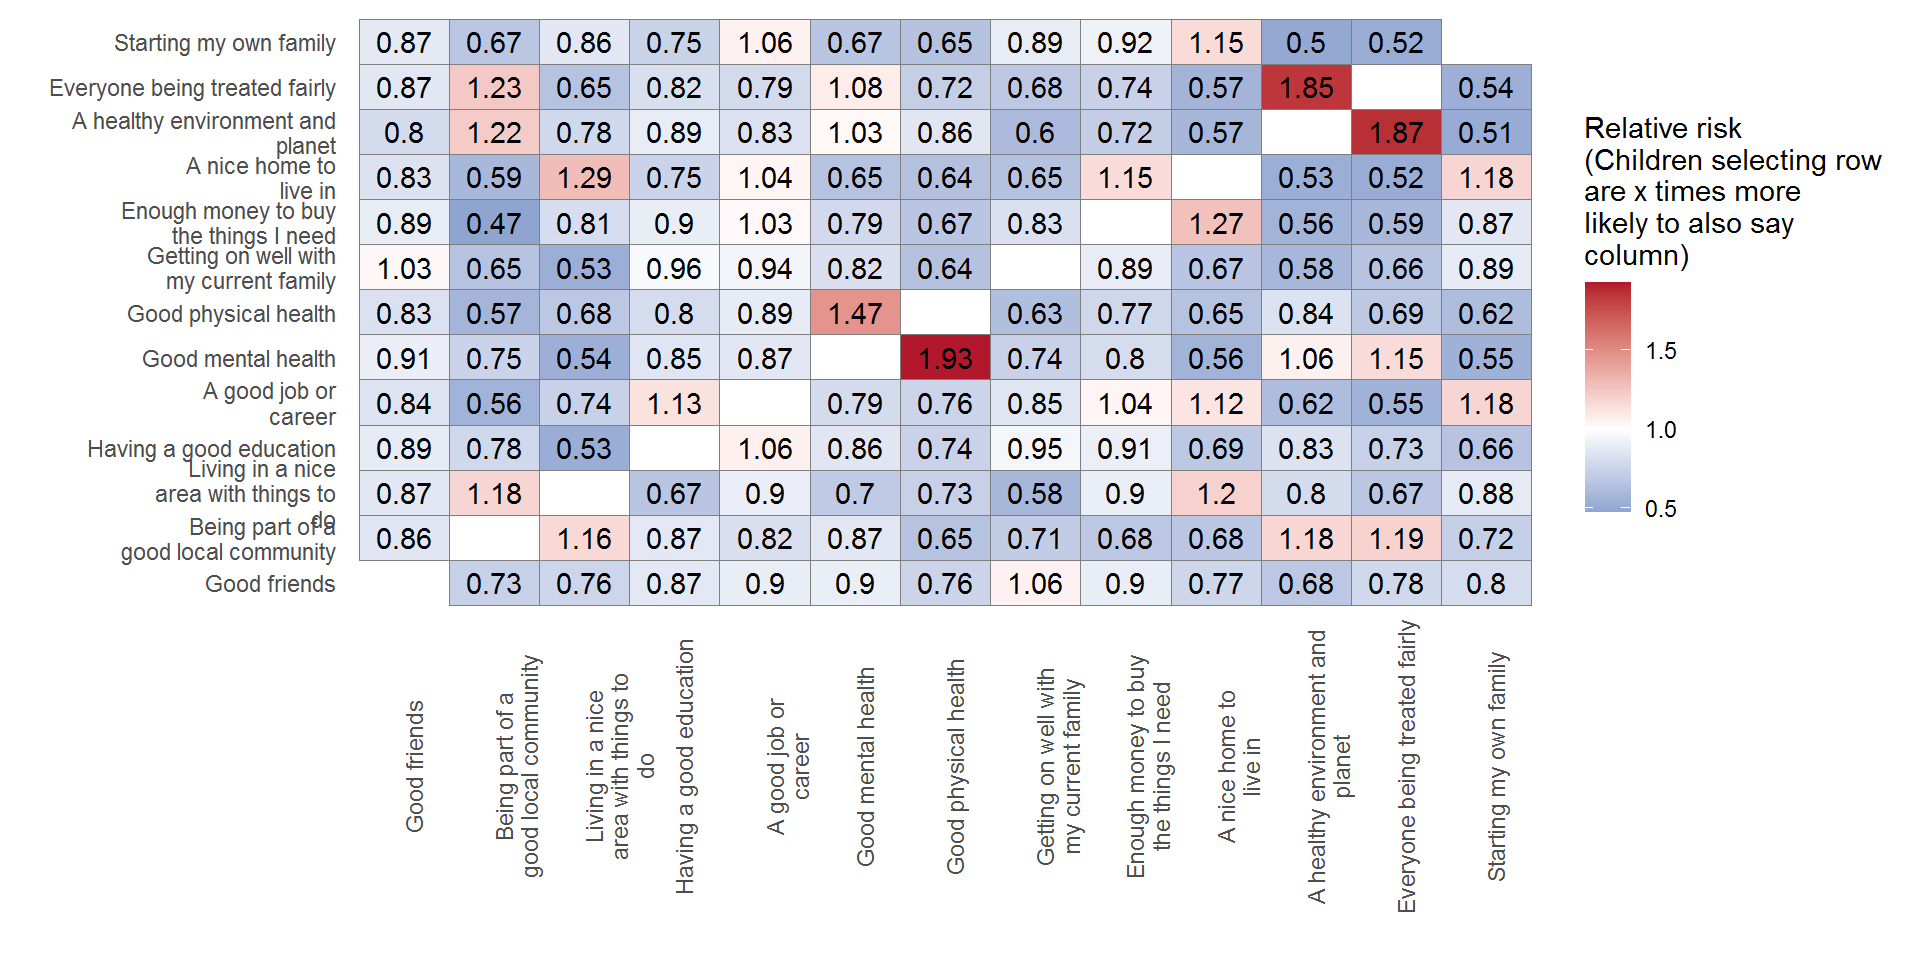 Starting my own family 0.87 0.67 0.86 0.75 1.06 0.67 0.65 0.89 0.92 1.15 0.5 0.52
Everyone being treated fairly 0.87 1.23 0.65 0.82 0.79 1.08 0.72 0.68 0.74 0.57 1.85 0.54
A healthy environment and
planet 0.8 1.22 0.78 0.89 0.83 1.03 0.86 0.6 0.72 0.57 1.87 0.51
A nice home to
live in 0.83 0.59 1.29 0.75 1.04 0.65 0.64 0.65 1.15 0.53 0.52 1.18
Enough money to buy
the things I need 0.89 0.47 0.81 0.9 1.03 0.79 0.67 0.83 1.27 0.56 0.59 0.87
Getting on well with
my current family 1.03 0.65 0.53 0.96 0.94 0.82 0.64 0.89 0.67 0.58 0.66 0.89
Good physical health 0.83 0.57 0.68 0.8 0.89 1.47 0.63 0.77 0.65 0.84 0.69 0.62
Good mental health 0.91 0.75 0.54 0.85 0.87 1.93 0.74 0.8 0.56 1.06 1.15 0.55
A good job or
career 0.84 0.56 0.74 1.13 0.79 0.76 0.85 1.04 1.12 0.62 0.55 1.18
Having a good education 0.89 0.78 0.53 1.06 0.86 0.74 0.95 0.91 0.69 0.83 0.73 0.66
Living in a nice
area with things to
do 0.87 1.18 0.67 0.9 0.7 0.73 0.58 0.9 1.2 0.8 0.67 0.88
Being part of a
good local community 0.86 1.16 0.87 0.82 0.87 0.65 0.71 0.68 0.68 1.18 1.19 0.72
Good friends 0.73 0.76 0.87 0.9 0.9 0.76 1.06 0.9 0.77 0.68 0.78 0.8
Good friends
Being part of a
good local community
Living in a nice
area with things to
do
Having a good education
A good job or
career
Good mental health
Good physical health
Getting on well with
my current family
Enough money to buy
the things I need
A nice home to
live in
A healthy environment and
planet
Everyone being treated fairly
Starting my own family
Relative risk
(Children selecting row
are x times more
likely to also say
column)
1.5
1.0
0.5